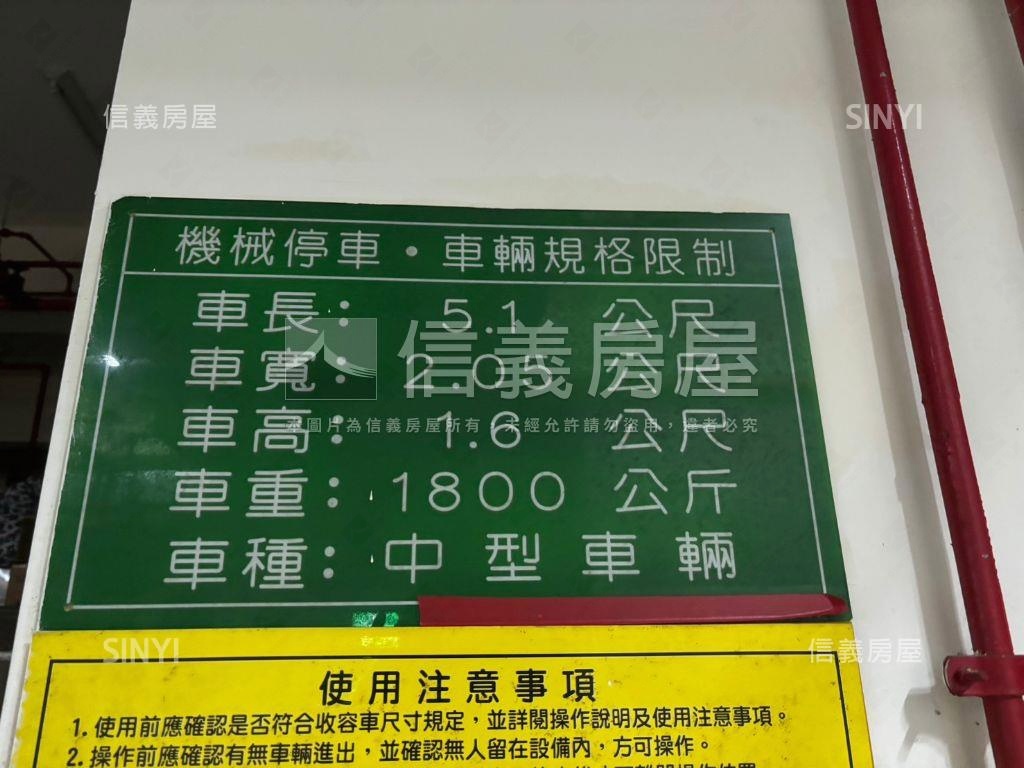 信義房屋
SINYI
機械停車・車輛規格限制
車長： 5.1 公尺
車寬： 2.05 公尺
信義房屋
車高： 1.6 公尺
本圖片為信義房屋所有，未經允許請勿盜用，違者必究
車重： 1800 公斤
車種： 中型車輛
SINYI
信義房屋
使用注意事項
1. 使用前應確認是否符合收容車尺寸規定，並詳閱操作說明及使用注意事項。
2. 操作前應確認有無車輛進出，並確認無人留在設備內，方可操作。